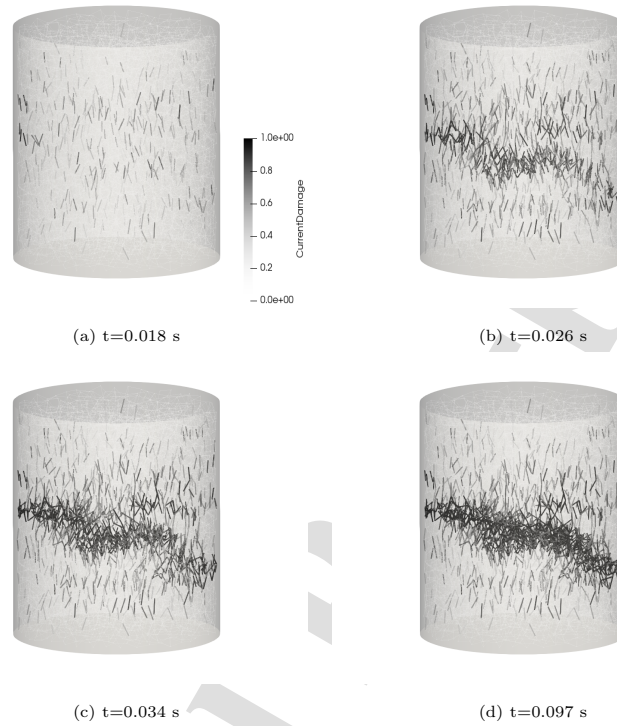 1.0e+00
0.8
0.6
0.4
0.2
0.0e+00
CurrentDamage
(a) t=0.018 s
(b) t=0.026 s
(c) t=0.034 s
(d) t=0.097 s